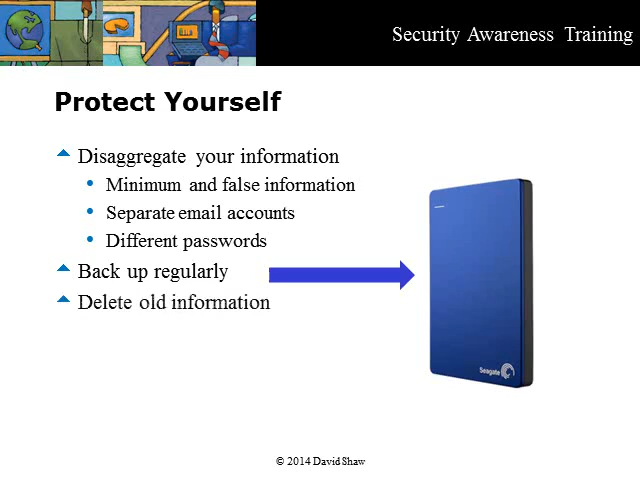 Security Awareness Training
Protect Yourself
Disaggregate your information
Minimum and false information
Separate email accounts
Different passwords
Back up regularly
Delete old information
Seagate
© 2014 David Shaw